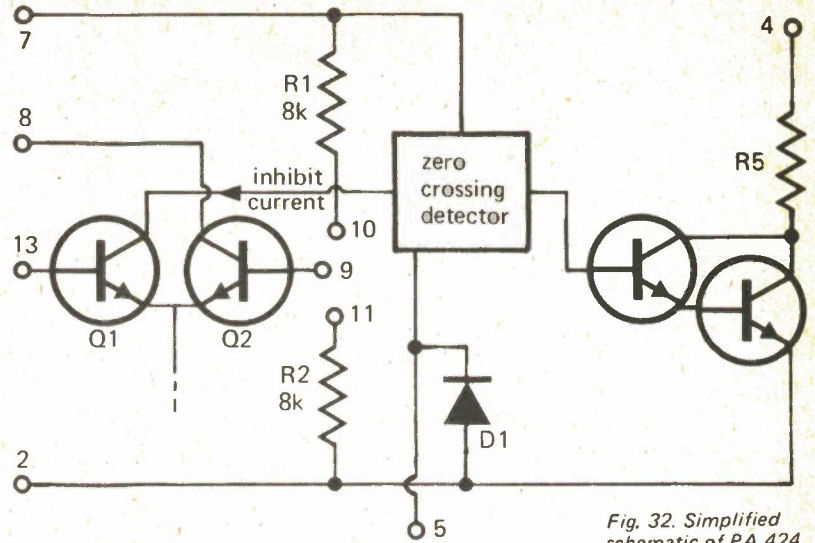 7
4
R1
8k
8
zero
crossing
detector
R5
inhibit
current
10
13
9
Q1
Q2
11
R2
8k
D1
2
5
Fig. 32. Simplified
schematic of PA 424